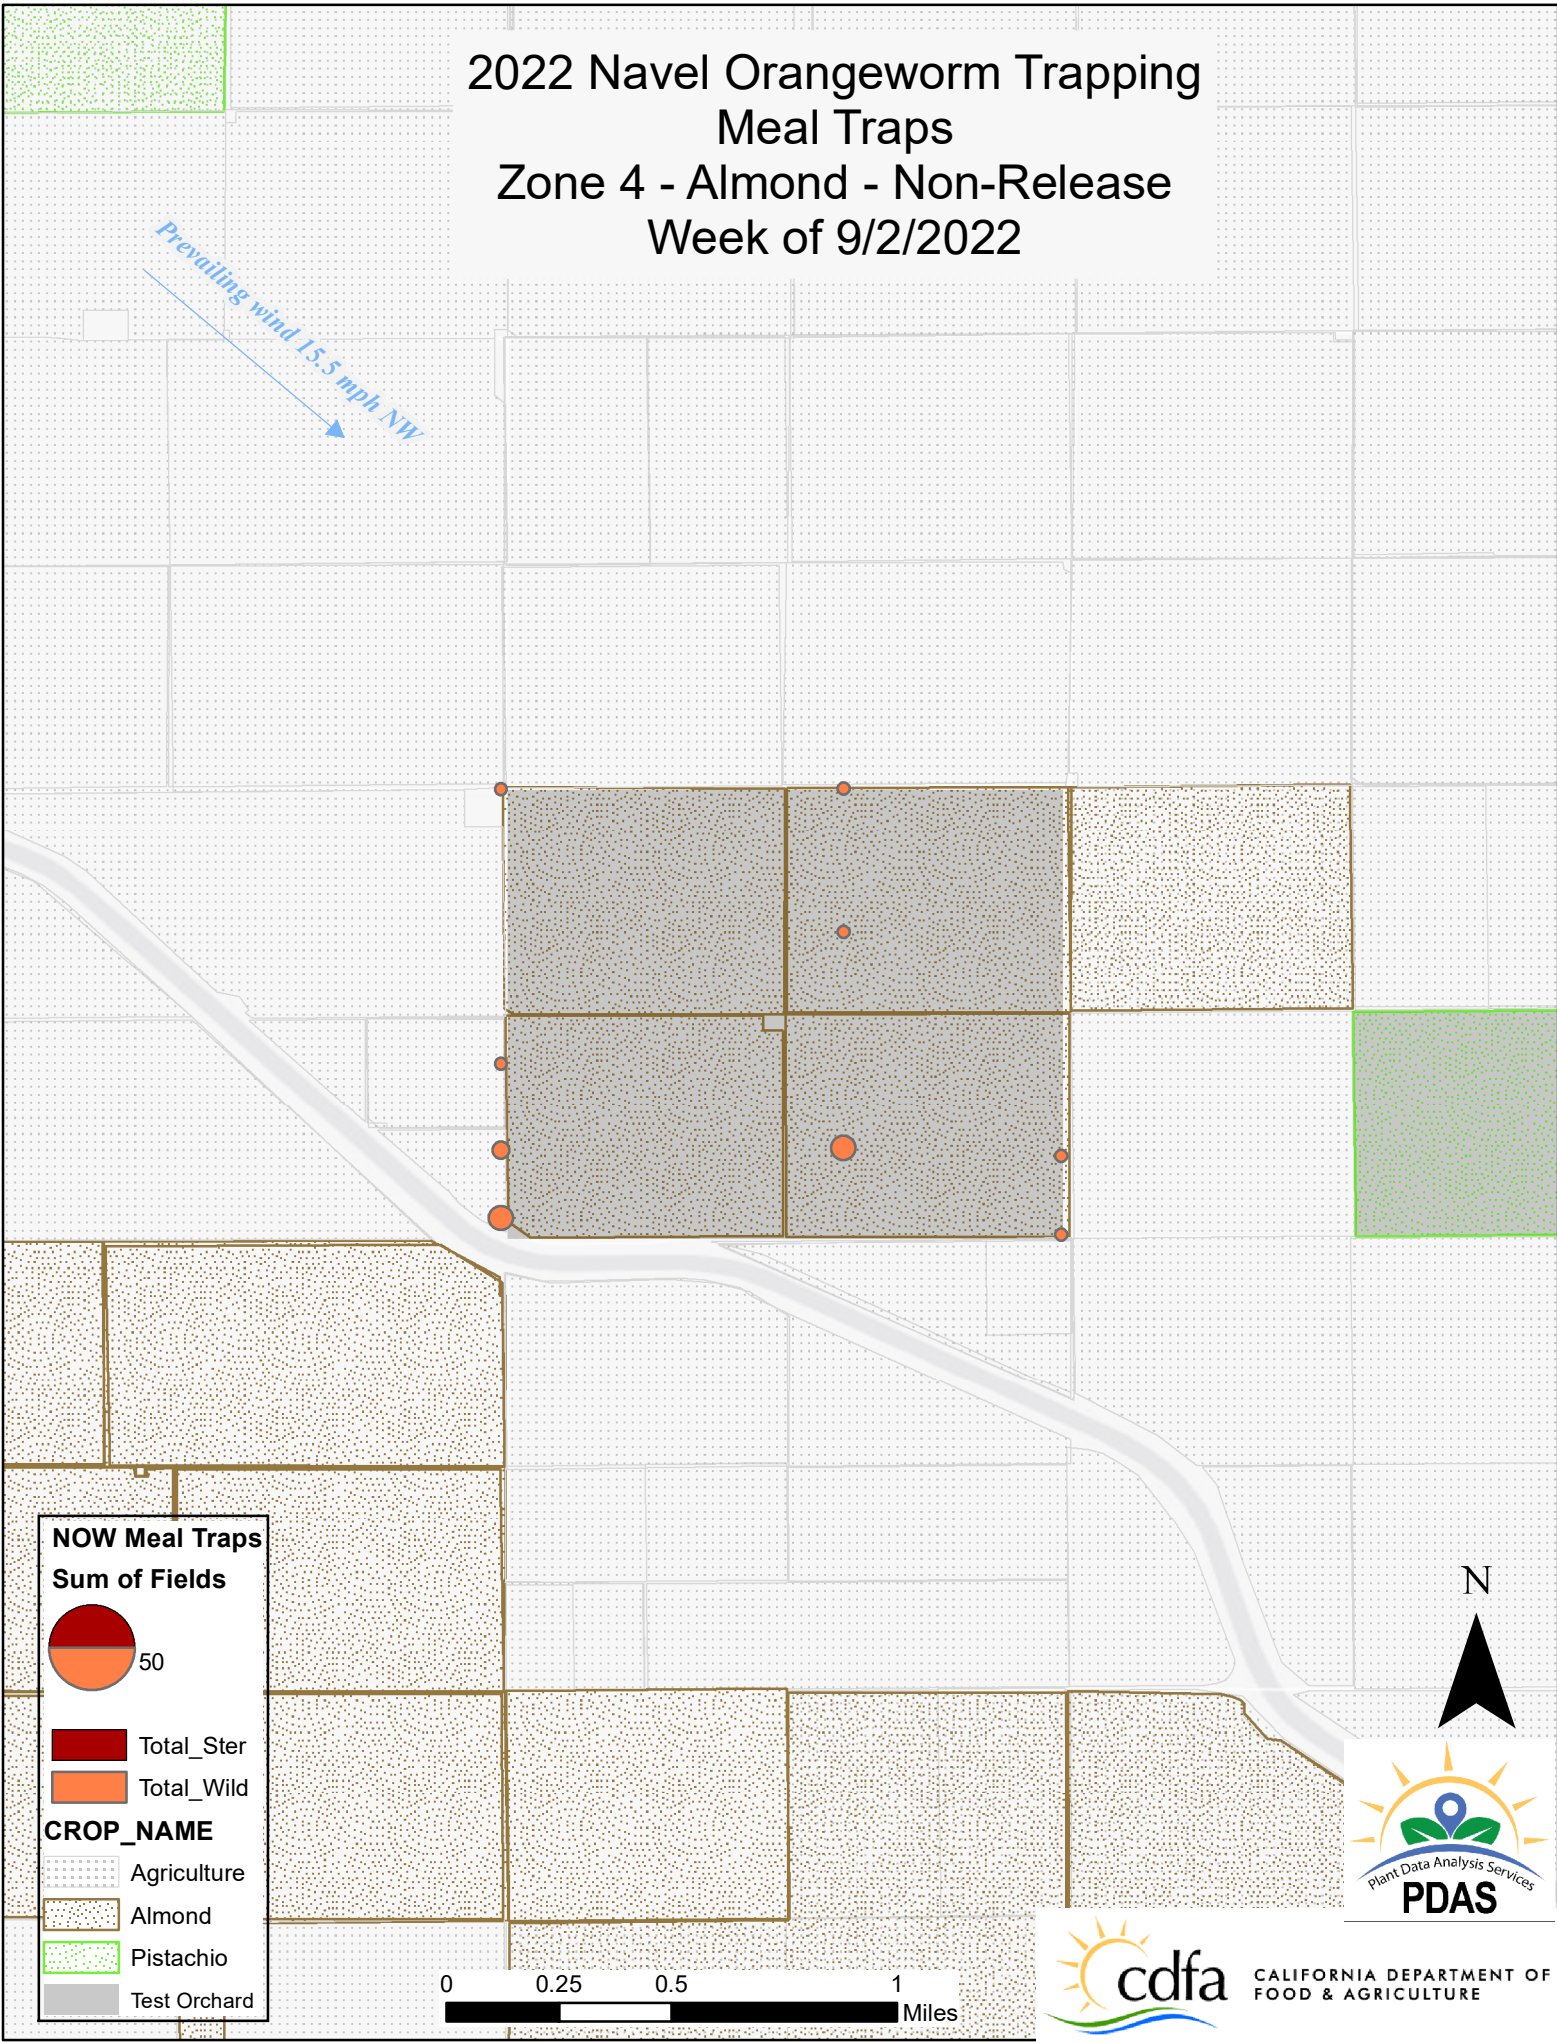 2022 Navel Orangeworm Trapping
Meal Traps
Zone 4 - Almond - Non-Release
Week of 9/2/2022
Prevailing wind 15.5 mph NW
NOW Meal Traps
Sum of Fields
50
Total_Ster
Total_Wild
CROP_NAME
Agriculture
Almond
Pistachio
Test Orchard
0 0.25 0.5 1
Miles
N
Plant Data Analysis Services
PDAS
cdfa
CALIFORNIA DEPARTMENT OF
FOOD & AGRICULTURE